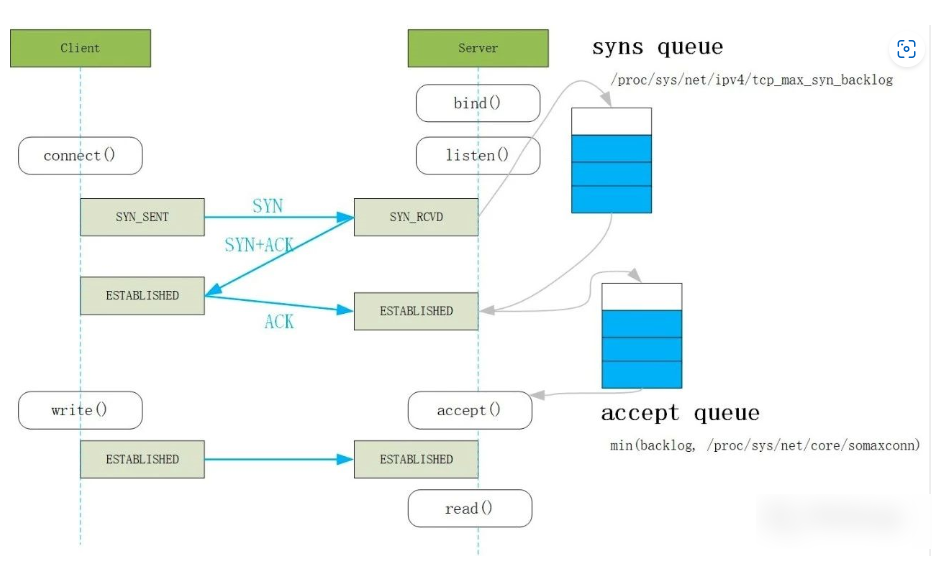 Client
Server
syns queue
/proc/sys/net/ipv4/tcp_max_syn_backlog
bind()
connect()
listen()
SYN_SENT
SYN
SYN_RCVD
SYN+ACK
ESTABLISHED
ACK
ESTABLISHED
write()
accept()
accept queue
min(backlog, /proc/sys/net/core/somaxconn)
ESTABLISHED
ESTABLISHED
read()